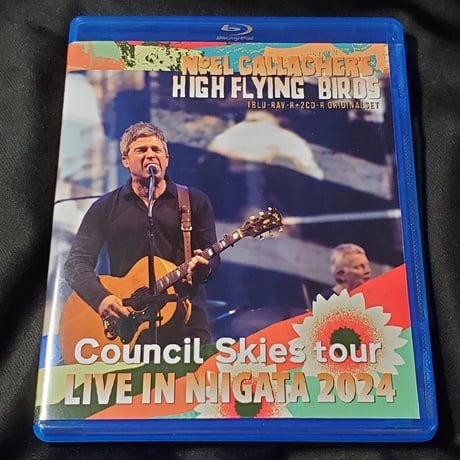 Blu-ray Disc
NOEL GALLAGHER'S
HIGH FLYING BIRDS
1BLU-RAY-R+2CD-R ORIGINALSET
Council Skies tour
LIVE IN NIIGATA 2024